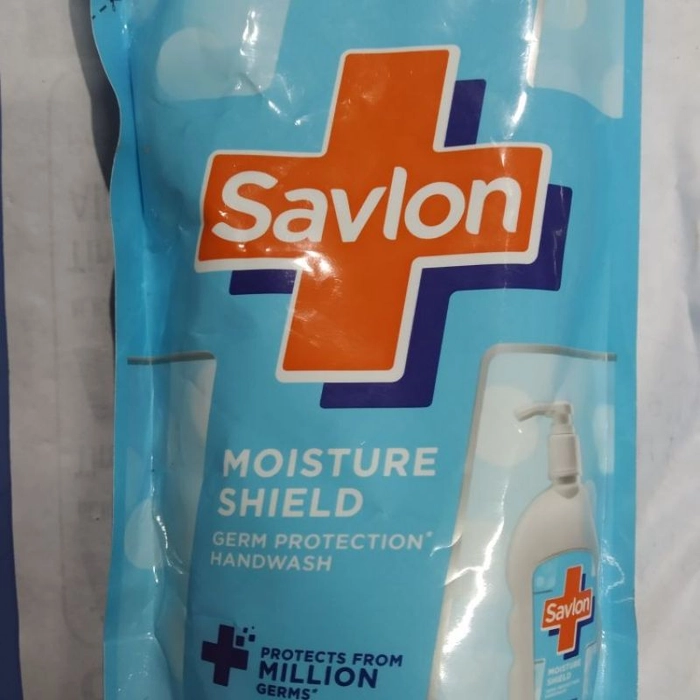 Savlon
MOISTURE
SHIELD
GERM PROTECTION*
HANDWASH
PROTECTS FROM
MILLION
GERMS*
Savlon
MOISTURE
SHIELD